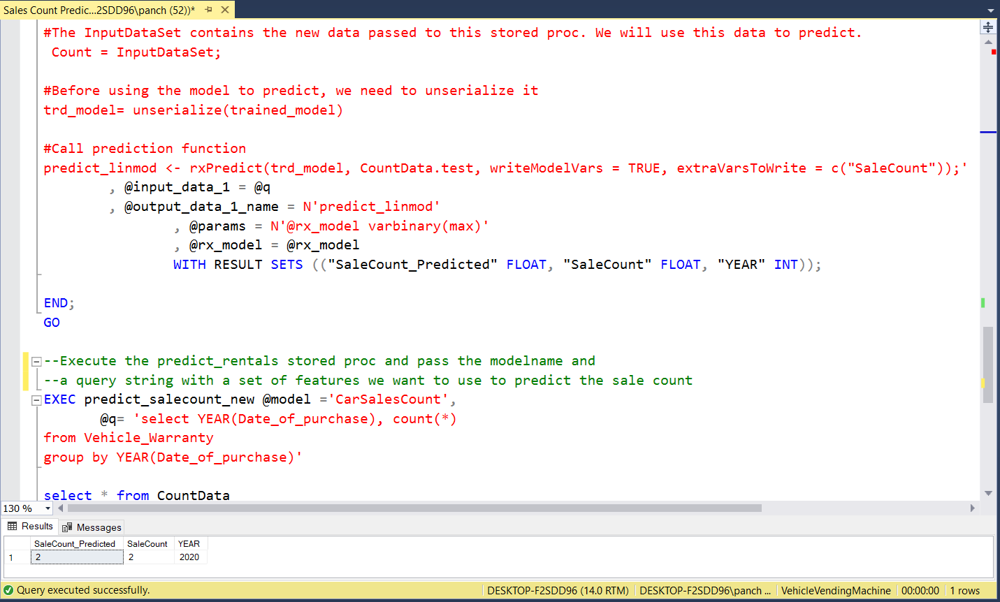 Sales Count Predic...2SDD96\panch (52))*
#The InputDataSet contains the new data passed to this stored proc. We will use this data to predict.
Count = InputDataSet;
#Before using the model to predict, we need to unserialize it
trd_model= unserialize(trained_model)
#Call prediction function
predict_linmod <- rxPredict(trd_model, CountData.test, writeModelVars = TRUE, extraVarsToWrite = c("SaleCount"));'
, @input_data_1 = @q
, @output_data_1_name = N'predict_linmod'
, @params = N'@rx_model varbinary(max)'
, @rx_model = @rx_model
WITH RESULT SETS (("SaleCount_Predicted" FLOAT, "SaleCount" FLOAT, "YEAR" INT));
END;
GO
--Execute the predict_rentals stored proc and pass the modelname and
--a query string with a set of features we want to use to predict the sale count
EXEC predict_salecount_new @model ='CarSalesCount',
@q= 'select YEAR(Date_of_purchase), count(*)
from Vehicle_Warranty
group by YEAR(Date_of_purchase)'
select * from CountData
130 %
Results Messages
SaleCount_Predicted SaleCount YEAR
1 2 2 2020
Query executed successfully. DESKTOP-F2SDD96 (14.0 RTM) DESKTOP-F2SDD96\panch ... VehicleVendingMachine 00:00:00 1 rows